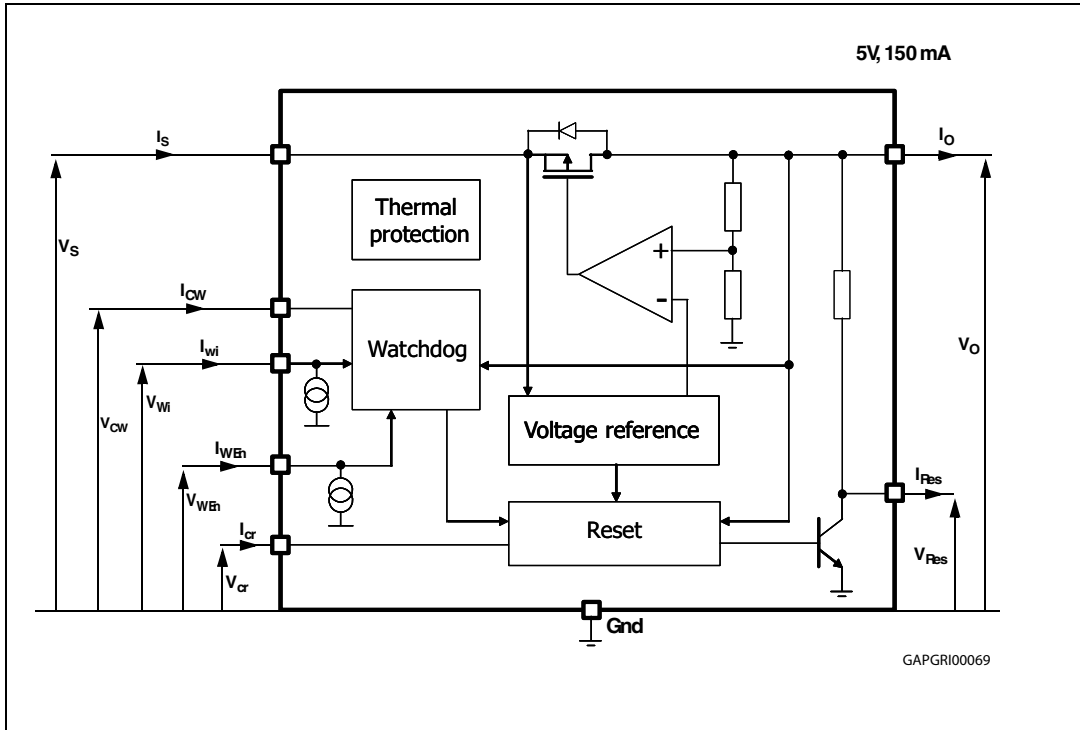 5V, 150 mA
I_S
I_O
Thermal
protection
V_S
+
-
I_CW
Watchdog
I_wi
V_O
V_Wi
V_CW
Voltage reference
I_WEn
I_Res
V_WEn
Reset
I_cr
V_Res
V_cr
Gnd
GAPGRI00069